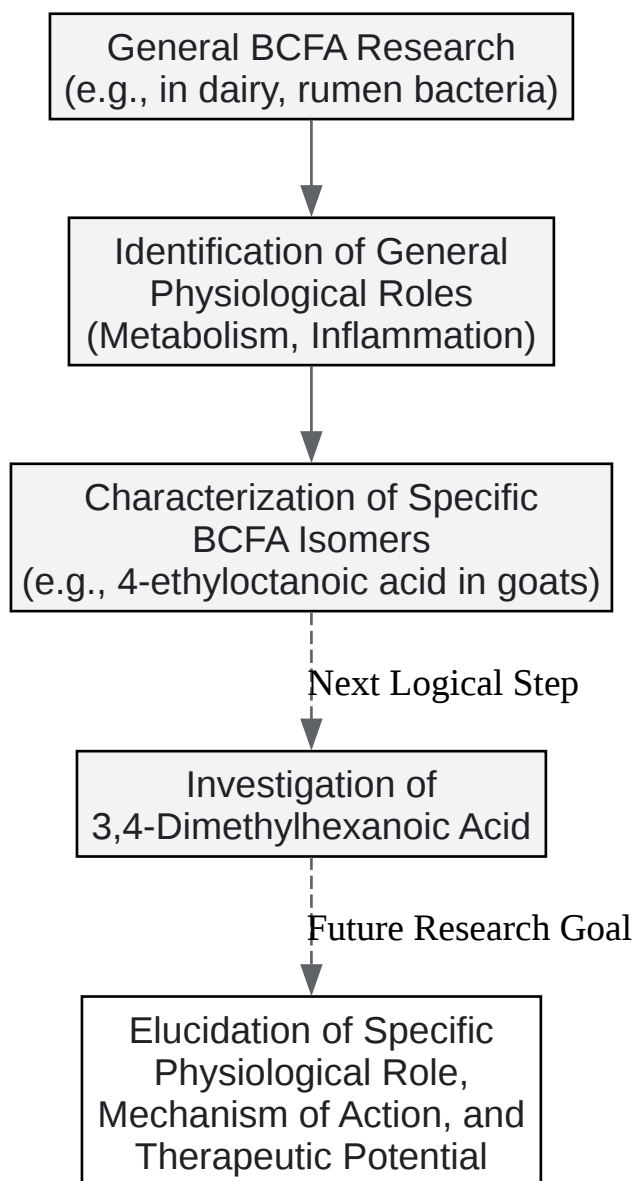 General BCFA Research
(e.g., in dairy, rumen bacteria)
Identification of General
Physiological Roles
(Metabolism, Inflammation)
Characterization of Specific
BCFA Isomers
(e.g., 4-ethyloctanoic acid in goats)
Next Logical Step
Investigation of
3,4-Dimethylhexanoic Acid
Future Research Goal
Elucidation of Specific
Physiological Role,
Mechanism of Action, and
Therapeutic Potential